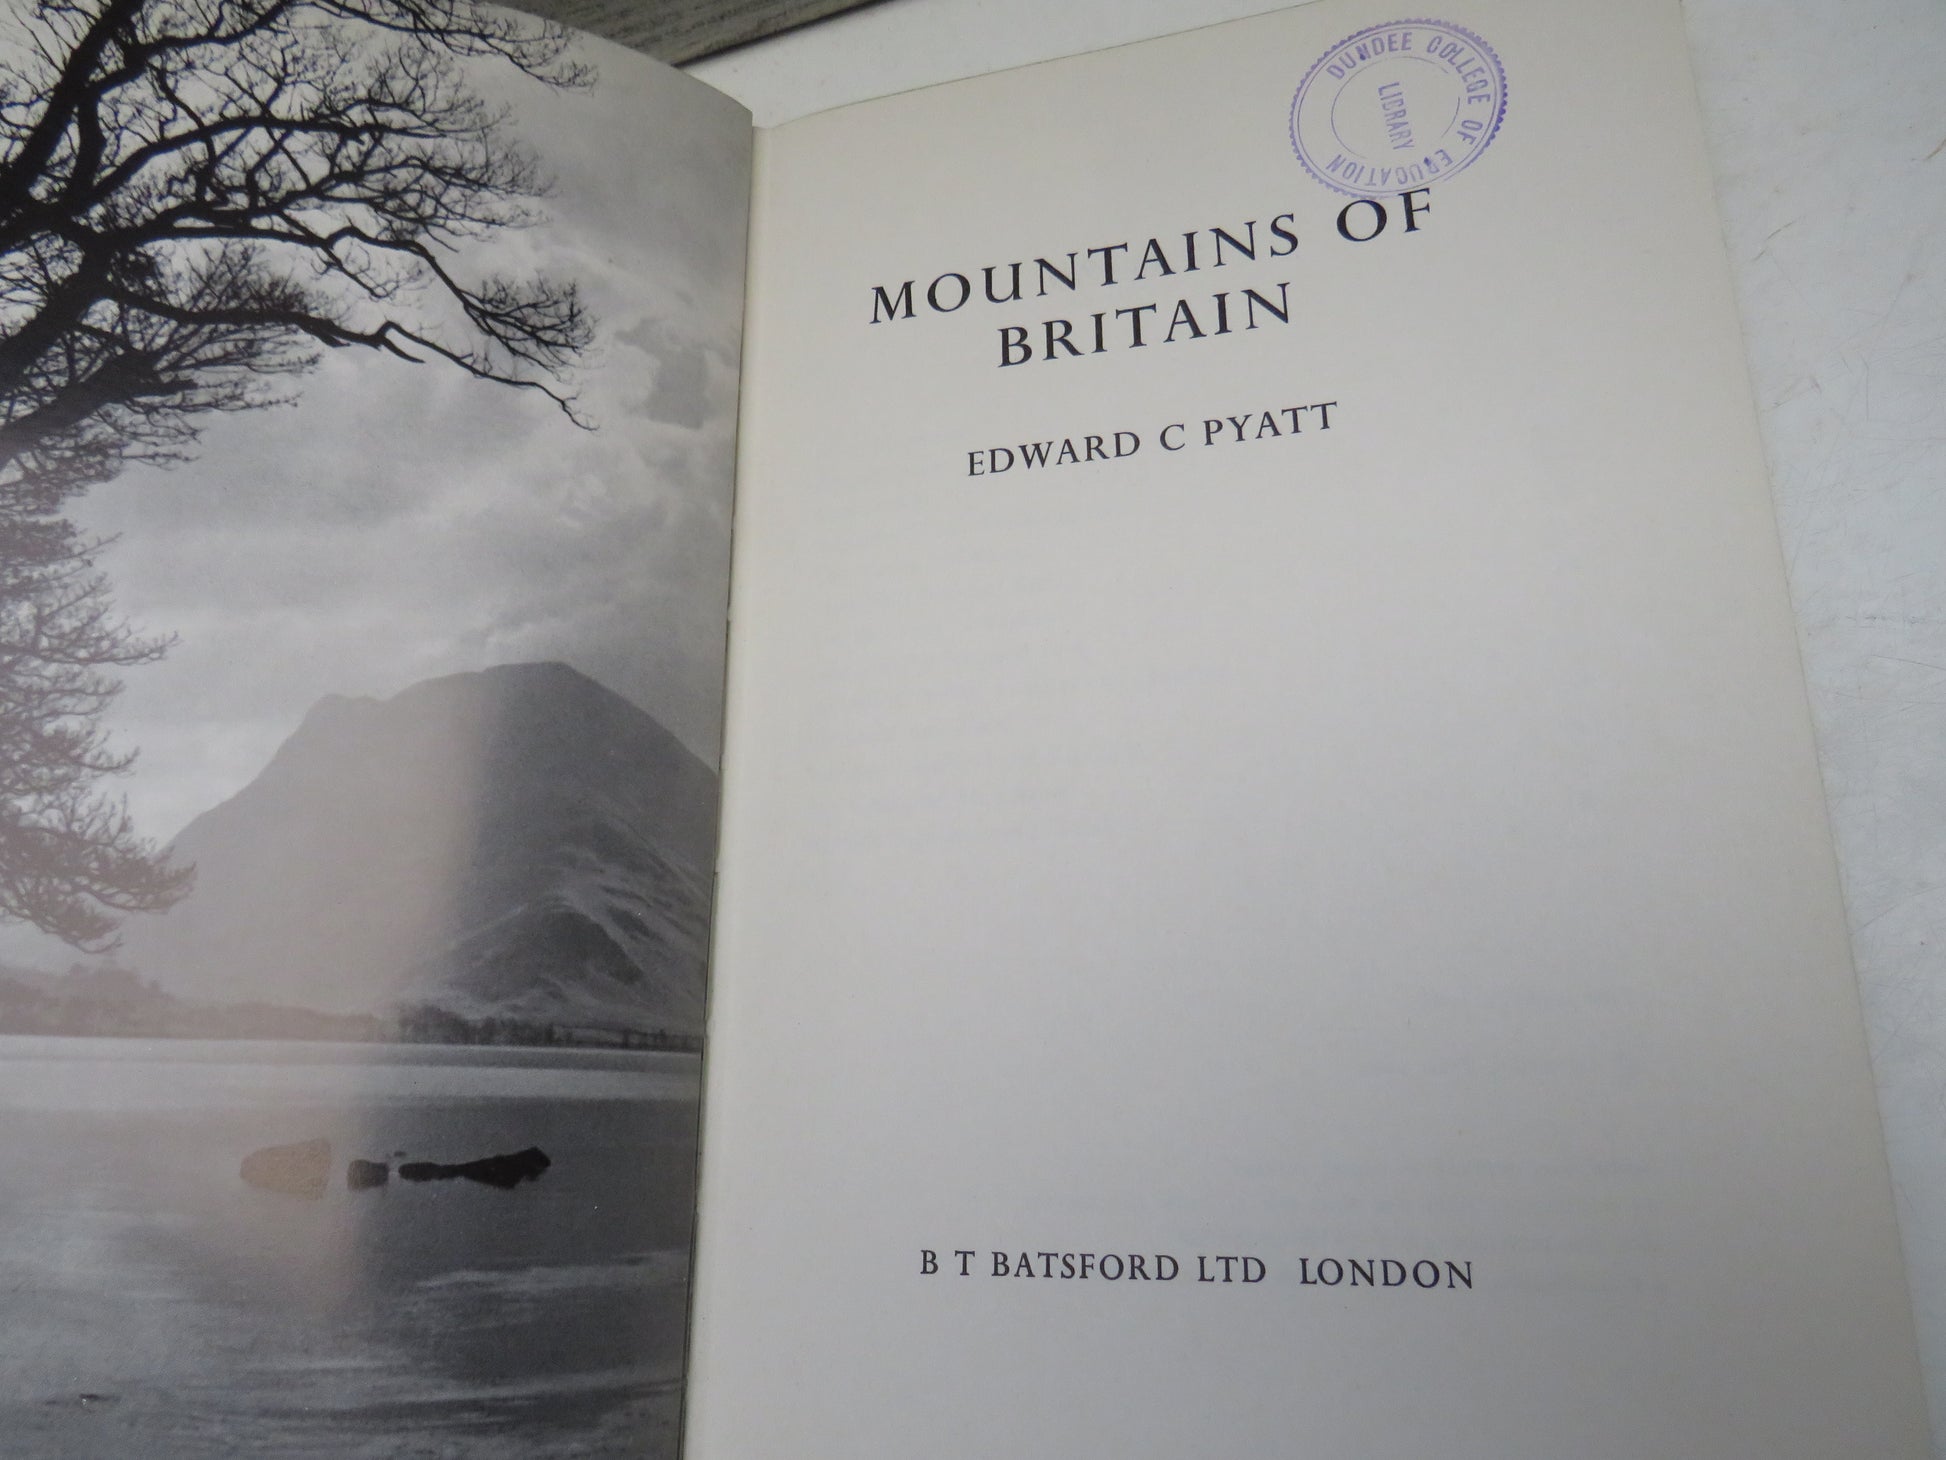 DUNDEE COLLEGE OF EDUCATION
LIBRARY
MOUNTAINS OF
BRITAIN
EDWARD C PYATT
B T BATSFORD LTD LONDON